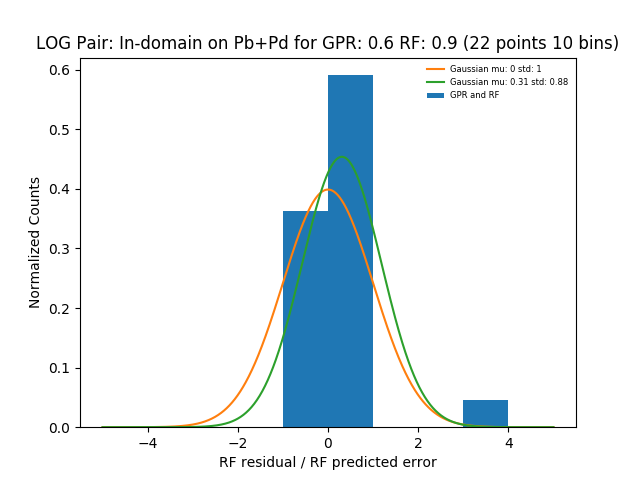 LOG Pair: In-domain on Pb+Pd for GPR: 0.6 RF: 0.9 (22 points 10 bins)
Gaussian mu: 0 std: 1
Gaussian mu: 0.31 std: 0.88
GPR and RF
0.6
0.5
0.4
0.3
0.2
0.1
0.0
Normalized Counts
−4
−2
0
2
4
RF residual / RF predicted error